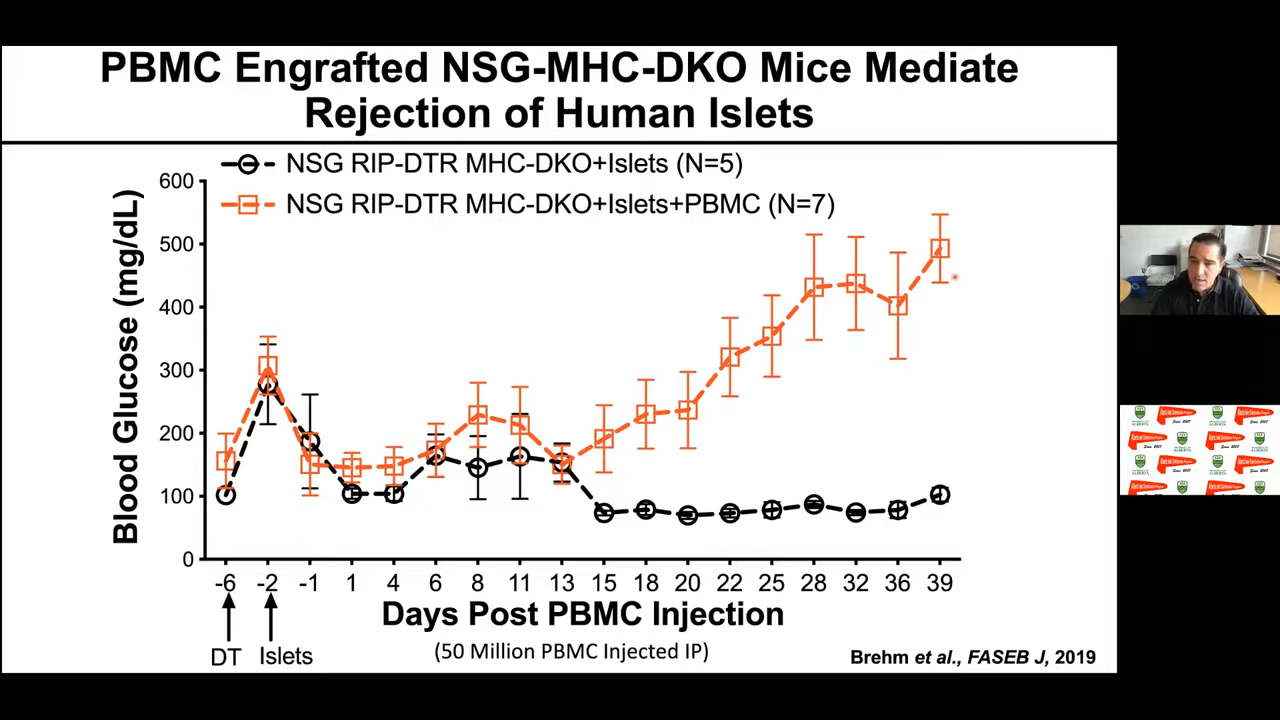 PBMC Engrafted NSG-MHC-DKO Mice Mediate
Rejection of Human Islets
NSG RIP-DTR MHC-DKO+Islets (N=5)
NSG RIP-DTR MHC-DKO+Islets+PBMC (N=7)
Blood Glucose (mg/dL)
600
500
400
300
200
100
0
-6 -2 -1 1 4 6 8 11 13 15 18 20 22 25 28 32 36 39
Days Post PBMC Injection
DT Islets
(50 Million PBMC Injected IP)
Brehm et al., FASEB J, 2019